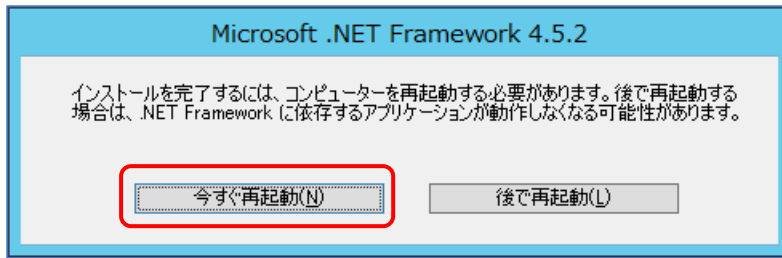 Microsoft .NET Framework 4.5.2
インストールを完了するには、コンピューターを再起動する必要があります。後で再起動する
場合は、.NET Framework に依存するアプリケーションが動作しなくなる可能性があります。
今すぐ再起動(N)
後で再起動(L)